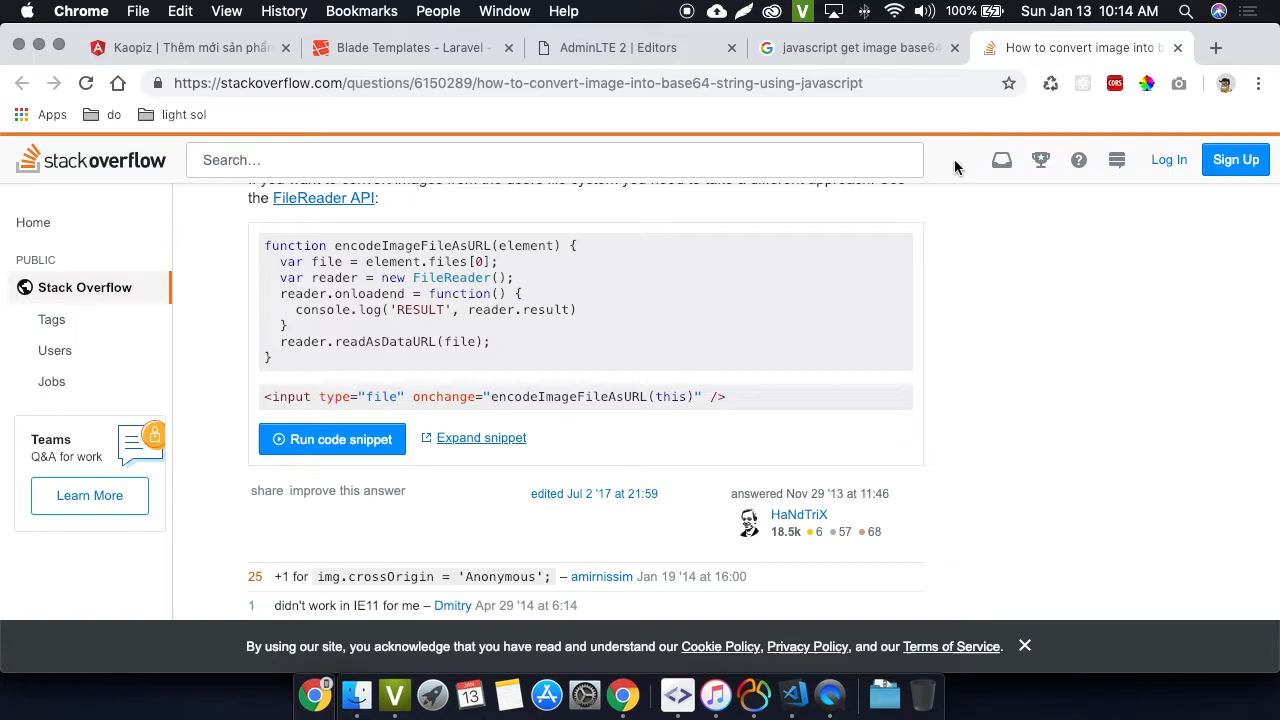 Chrome File Edit View History Bookmarks People Window Help V 100% Sun Jan 13 10:14 AM
Kaopiz | Thêm mới sản phẩn
Blade Templates - Laravel -
AdminLTE 2 | Editors
javascript get image base64
How to convert image into b
https://stackoverflow.com/questions/6150289/how-to-convert-image-into-base64-string-using-javascript
CORS
Apps do light sol
stackoverflow Search… Log In Sign Up
the FileReader API:
Home
PUBLIC
Stack Overflow
Tags
Users
Jobs
Teams
Q&A for work
Learn More
function encodeImageFileAsURL(element) {
var file = element.files[0];
var reader = new FileReader();
reader.onloadend = function() {
console.log('RESULT', reader.result)
}
reader.readAsDataURL(file);
}
<input type="file" onchange="encodeImageFileAsURL(this)" />
Run code snippet Expand snippet
share improve this answer
edited Jul 2 '17 at 21:59
answered Nov 29 '13 at 11:46
HaNdTriX
18.5k 6 57 68
25 +1 for img.crossOrigin = 'Anonymous'; – amirnissim Jan 19 '14 at 16:00
1 didn't work in IE11 for me – Dmitry Apr 29 '14 at 6:14
By using our site, you acknowledge that you have read and understand our Cookie Policy, Privacy Policy, and our Terms of Service.
V
JAN
13